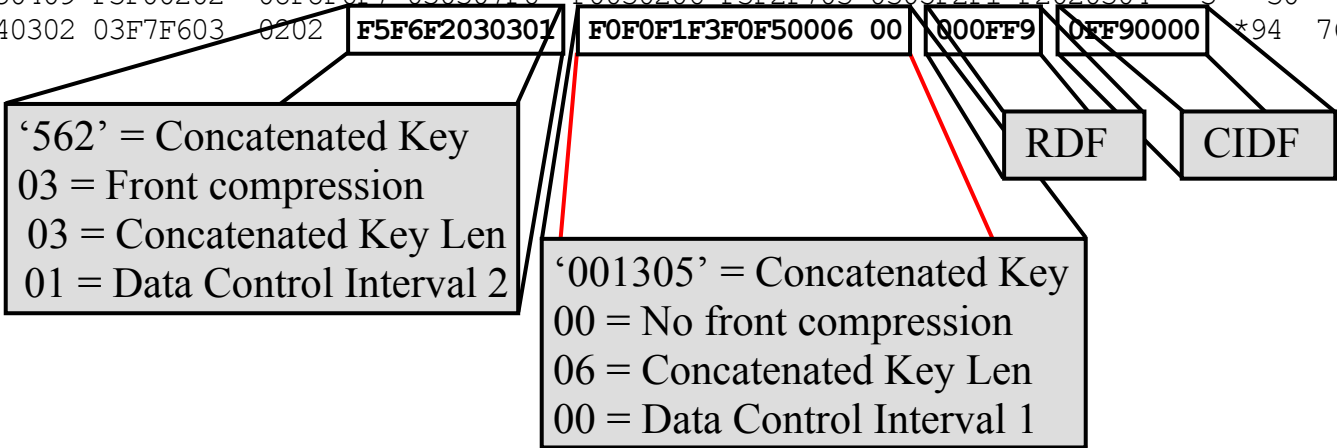 40302 03F7F603 0202 F5F6F2030301 F0F0F1F3F0F50006 00 000FF9 0FF90000 *94
‘562’ = Concatenated Key
03 = Front compression
03 = Concatenated Key Len
01 = Data Control Interval 2
RDF
CIDF
‘001305’ = Concatenated Key
00 = No front compression
06 = Concatenated Key Len
00 = Data Control Interval 1